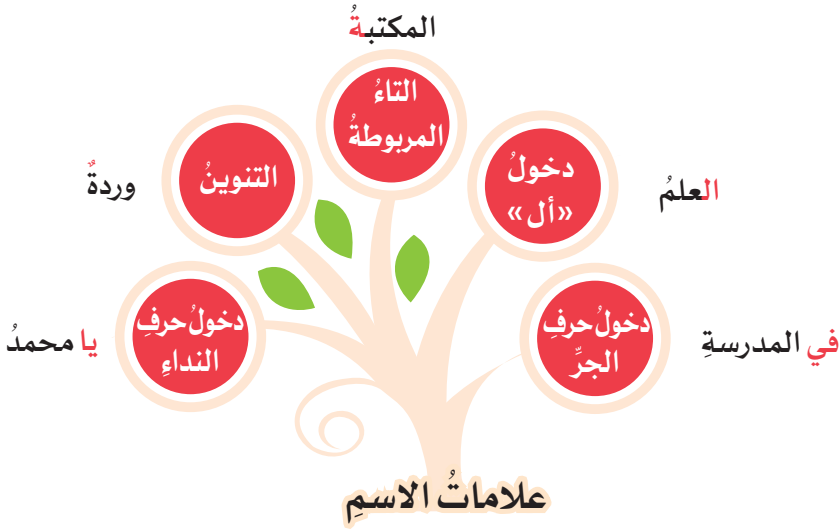 المكتبةُ
التاءُ
المربوطةُ
دخولُ
«أل»
العلمُ
التنوينُ
وردةٌ
دخولُ حرفِ
الجرِّ
في المدرسةِ
دخولُ حرفِ
النداءِ
يا محمدُ
علاماتُ الاسمِ